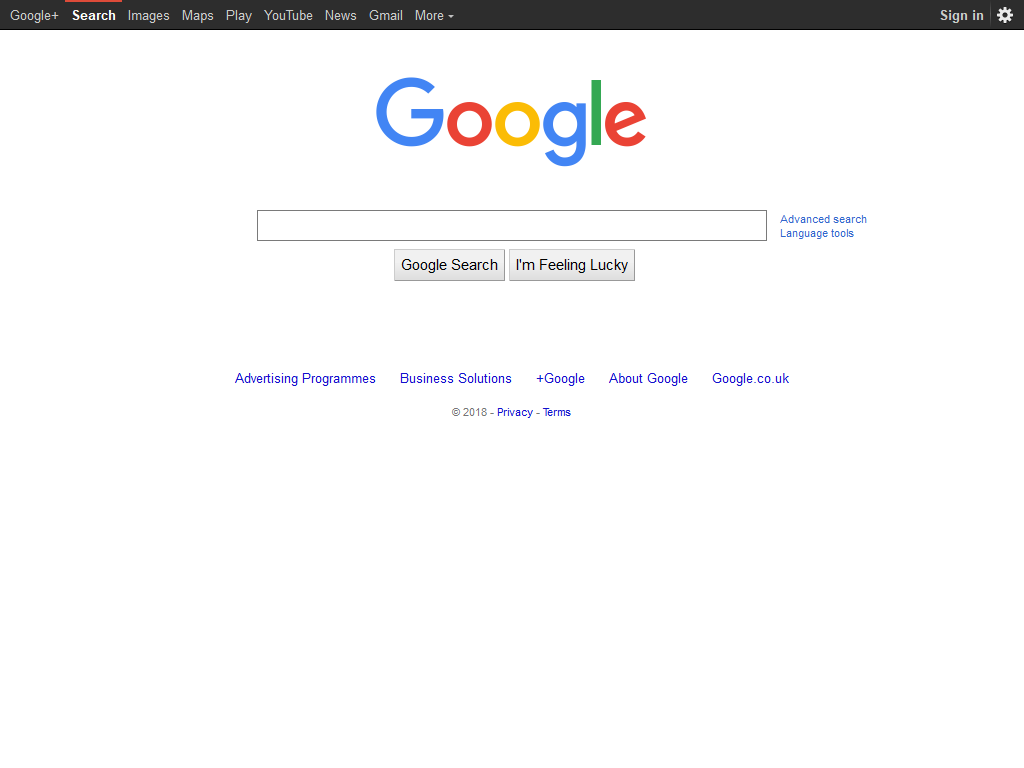 Google+ Search Images Maps Play YouTube News Gmail More Sign in
Google
Advanced search
Language tools
Google Search I'm Feeling Lucky
Advertising Programmes Business Solutions +Google About Google Google.co.uk
© 2018 - Privacy - Terms